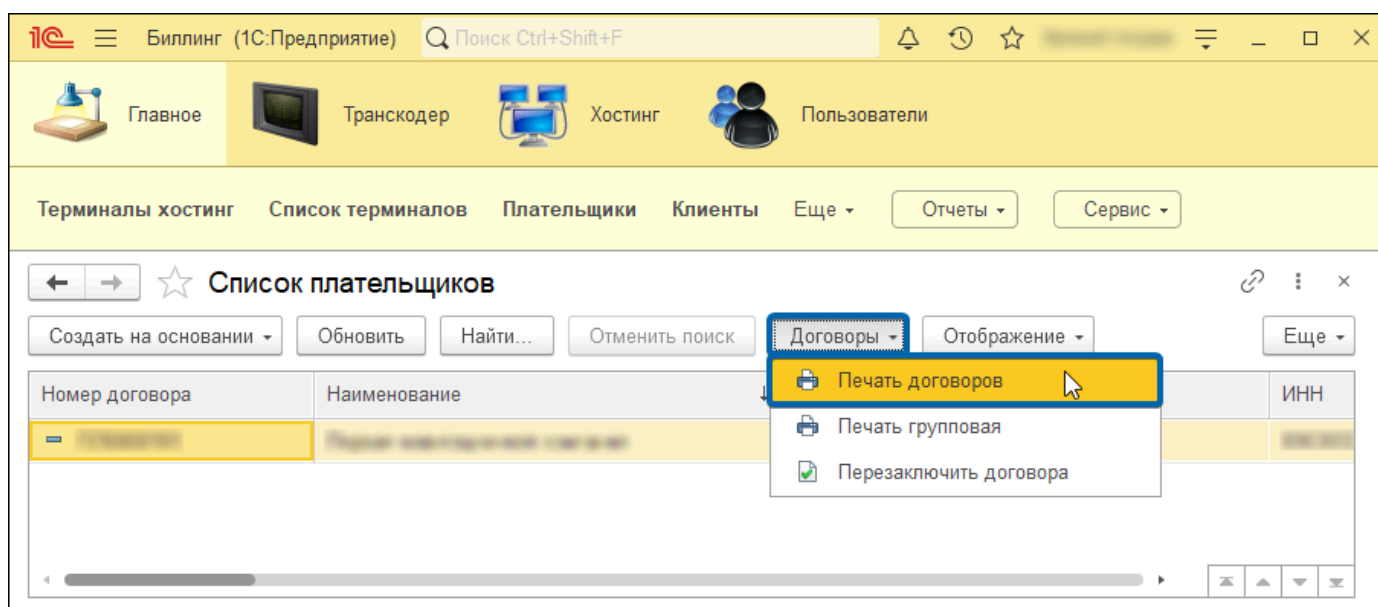 1С Биллинг (1С:Предприятие) Поиск Ctrl+Shift+F
Главное Транскодер Хостинг Пользователи
Терминалы хостинг Список терминалов Плательщики Клиенты Еще Отчеты Сервис
Список плательщиков
Создать на основании Обновить Найти... Отменить поиск Договоры Отображение Еще
Номер договора Наименование ИНН
Печать договоров
Печать групповая
Перезаключить договора